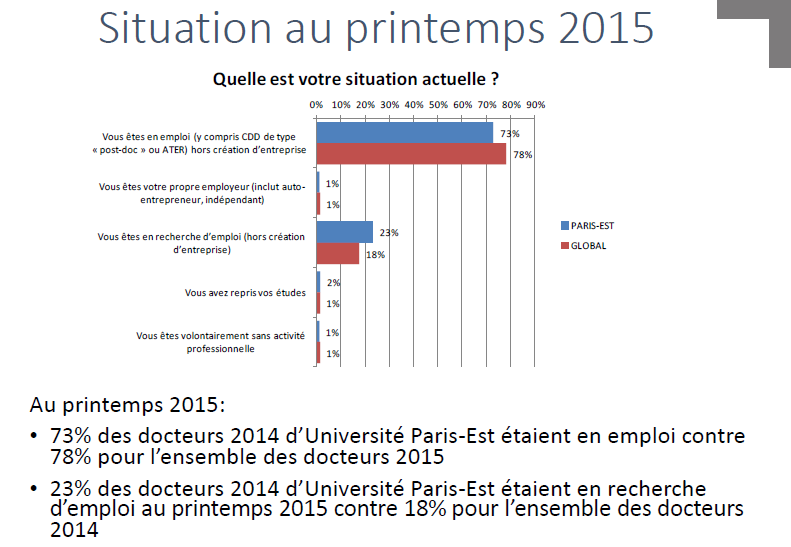 Situation au printemps 2015
Quelle est votre situation actuelle ?
0% 10% 20% 30% 40% 50% 60% 70% 80% 90%
Vous êtes en emploi (y compris CDD de type
« post-doc » ou ATER) hors création d'entreprise
73%
78%
Vous êtes votre propre employeur (inclut auto-
entrepreneur, indépendant)
1%
1%
Vous êtes en recherche d'emploi (hors création
d'entreprise)
23%
18%
Vous avez repris vos études
2%
1%
Vous êtes volontairement sans activité
professionnelle
1%
1%
PARIS-EST
GLOBAL
Au printemps 2015:
• 73% des docteurs 2014 d'Université Paris-Est étaient en emploi contre
78% pour l'ensemble des docteurs 2015
• 23% des docteurs 2014 d'Université Paris-Est étaient en recherche
d'emploi au printemps 2015 contre 18% pour l'ensemble des docteurs
2014